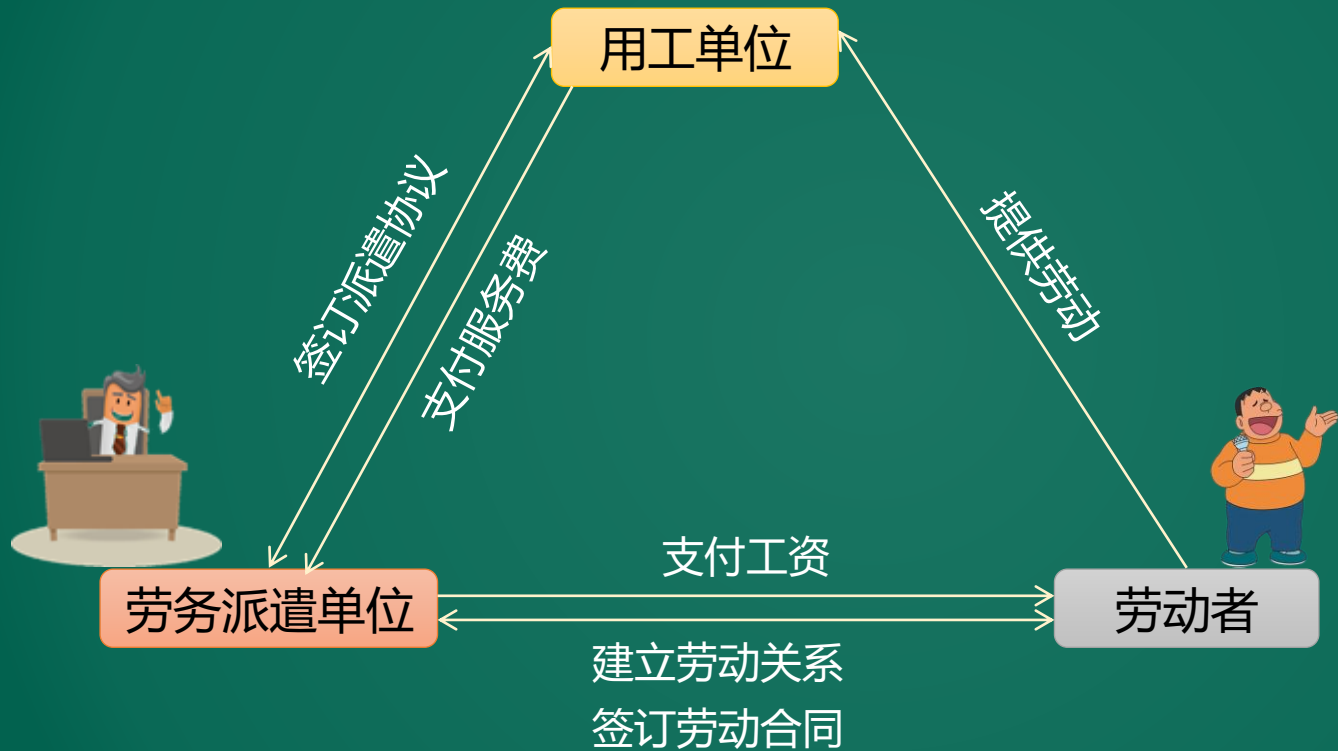 用工单位
签订派遣协议
支付服务费
提供劳动
支付工资
劳务派遣单位
劳动者
建立劳动关系
签订劳动合同